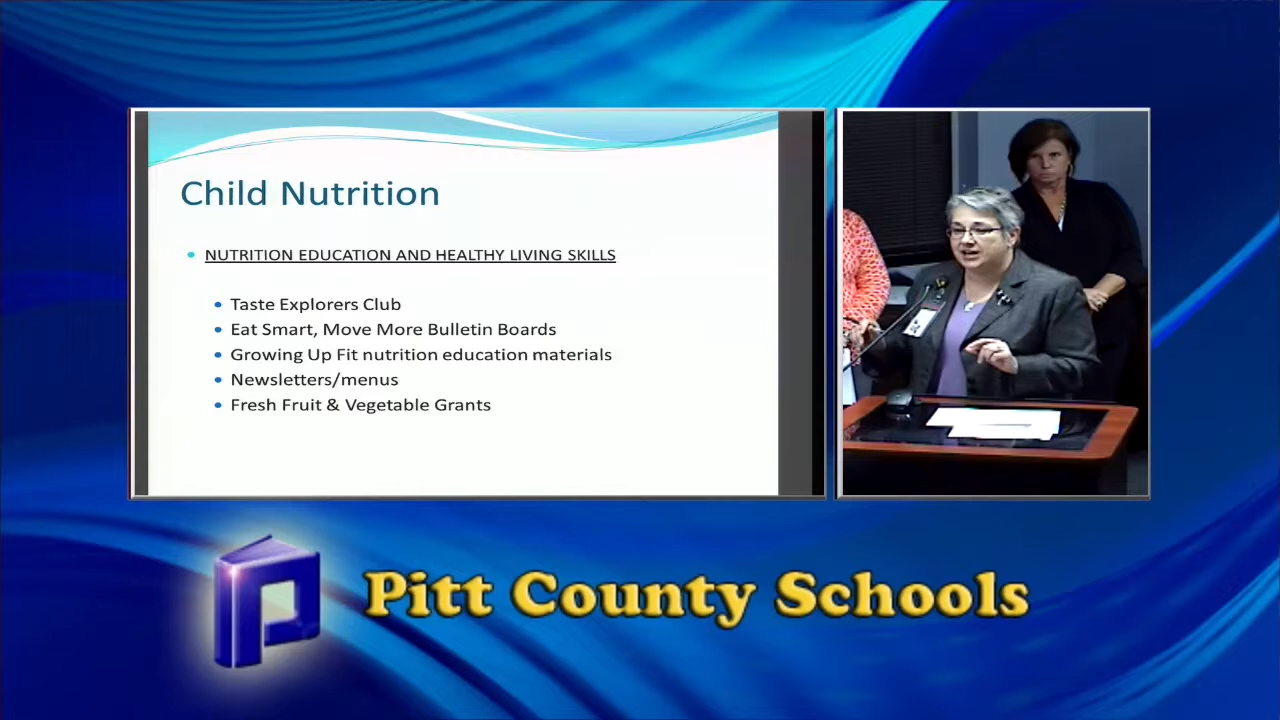 Child Nutrition
NUTRITION EDUCATION AND HEALTHY LIVING SKILLS
Taste Explorers Club
Eat Smart, Move More Bulletin Boards
Growing Up Fit nutrition education materials
Newsletters/menus
Fresh Fruit & Vegetable Grants
Pitt County Schools